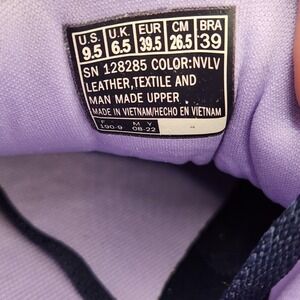 U.S. U.K. EUR CM BRA
9.5 6.5 39.5 26.5 39
SN 128285 COLOR:NVLV
LEATHER,TEXTILE AND
MAN MADE UPPER
MADE IN VIETNAM/HECHO EN VIETNAM
F M Y
190-9 08-22